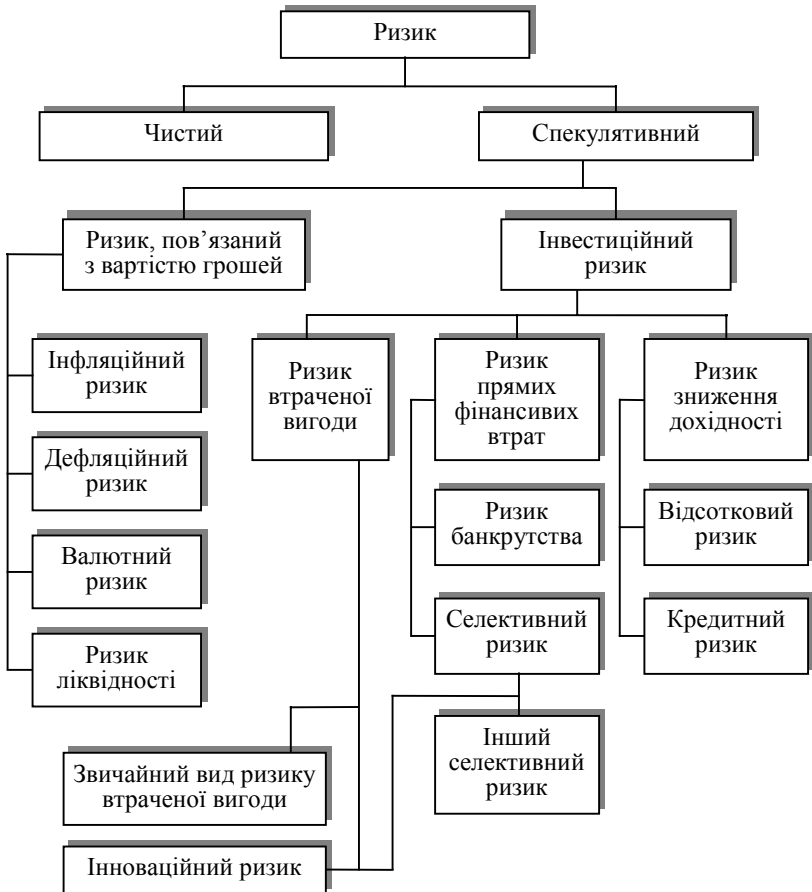 Ризик
Чистий
Спекулятивний
Ризик, пов’язаний
з вартістю грошей
Інвестиційний
ризик
Інфляційний
ризик
Дефляційний
ризик
Валютний
ризик
Ризик
ліквідності
Ризик
втраченої
вигоди
Ризик
прямих
фінансивих
втрат
Ризик
зниження
дохідності
Ризик
банкрутства
Відсотковий
ризик
Селективний
ризик
Кредитний
ризик
Звичайний вид ризику
втраченої вигоди
Інший
селективний
ризик
Інноваційний ризик